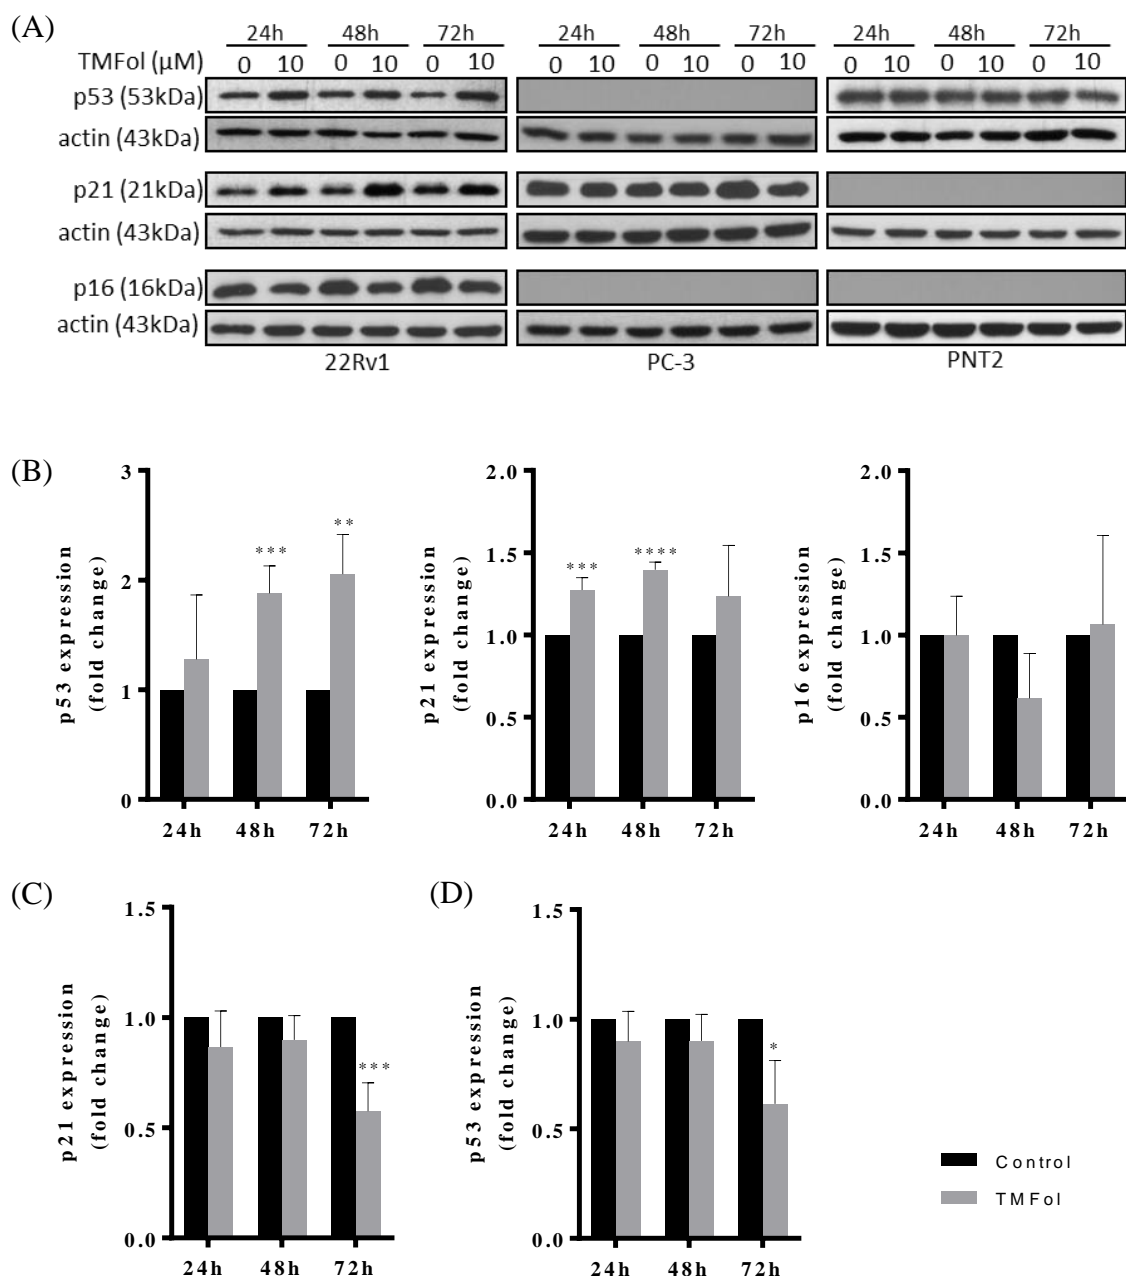 (A)
24h 48h 72h 24h 48h 72h 24h 48h 72h
TMFol (µM) 0 10 0 10 0 10 0 10 0 10 0 10 0 10 0 10 0 10
p53 (53kDa)
actin (43kDa)
p21 (21kDa)
actin (43kDa)
p16 (16kDa)
actin (43kDa)
22Rv1 PC-3 PNT2
(B)
p53 expression
(fold change)
3
2
1
0
***
**
24h 48h 72h
p21 expression
(fold change)
2.0
1.5
1.0
0.5
0.0
***
****
24h 48h 72h
p16 expression
(fold change)
2.0
1.5
1.0
0.5
0.0
24h 48h 72h
(C)
p21 expression
(fold change)
1.5
1.0
0.5
0.0
***
24h 48h 72h
(D)
p53 expression
(fold change)
1.5
1.0
0.5
0.0
*
24h 48h 72h
Control
TMFol